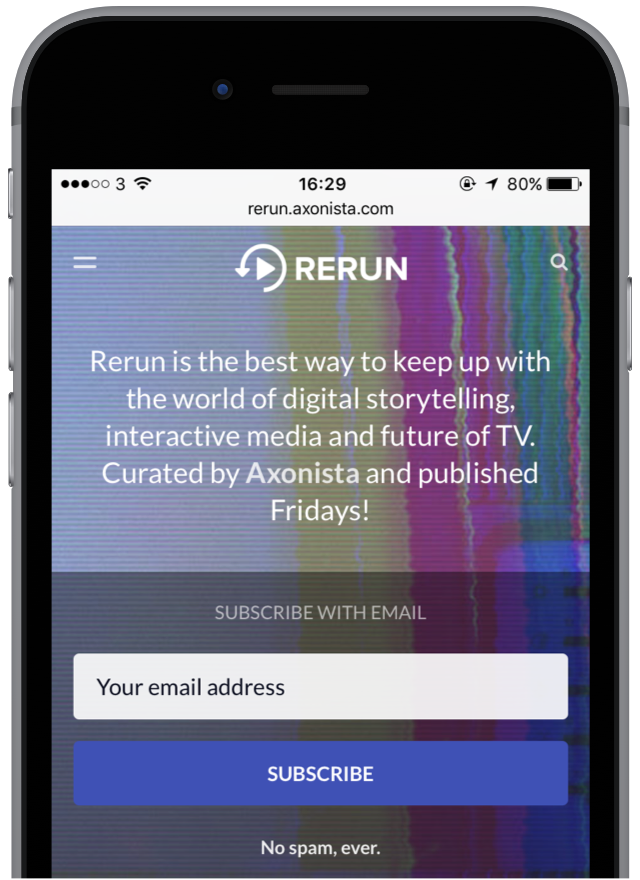 3 16:29 80%
rerun.axonista.com
RERUN
Rerun is the best way to keep up with
the world of digital storytelling,
interactive media and future of TV.
Curated by Axonista and published
Fridays!
SUBSCRIBE WITH EMAIL
Your email address
SUBSCRIBE
No spam, ever.